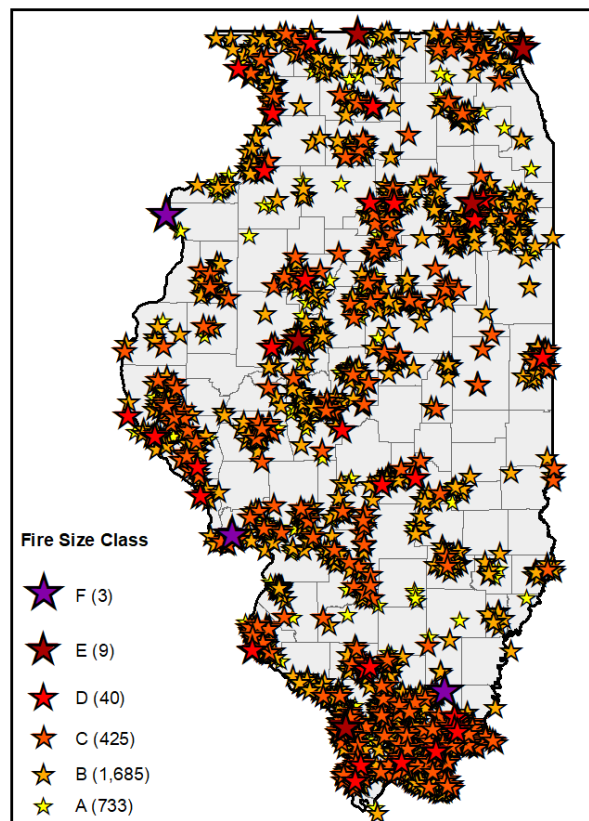 Fire Size Class
F (3)
E (9)
D (40)
C (425)
B (1,685)
A (733)